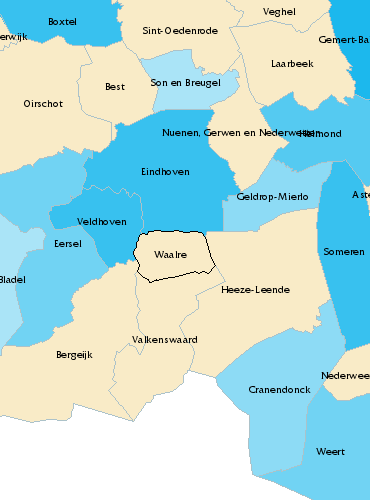 Veghel
Boxtel
Sint-Oedenrode
erwijk
Gemert-Ba
Laarbeek
Son en Breugel
Best
Oirschot
Nuenen, Gerwen en Nederwetten
Helmond
Eindhoven
Geldrop-Mierlo
Aste
Veldhoven
Eersel
Someren
Waalre
Bladel
Heeze-Leende
Valkenswaard
Bergeijk
Nederwee
Cranendonck
Weert